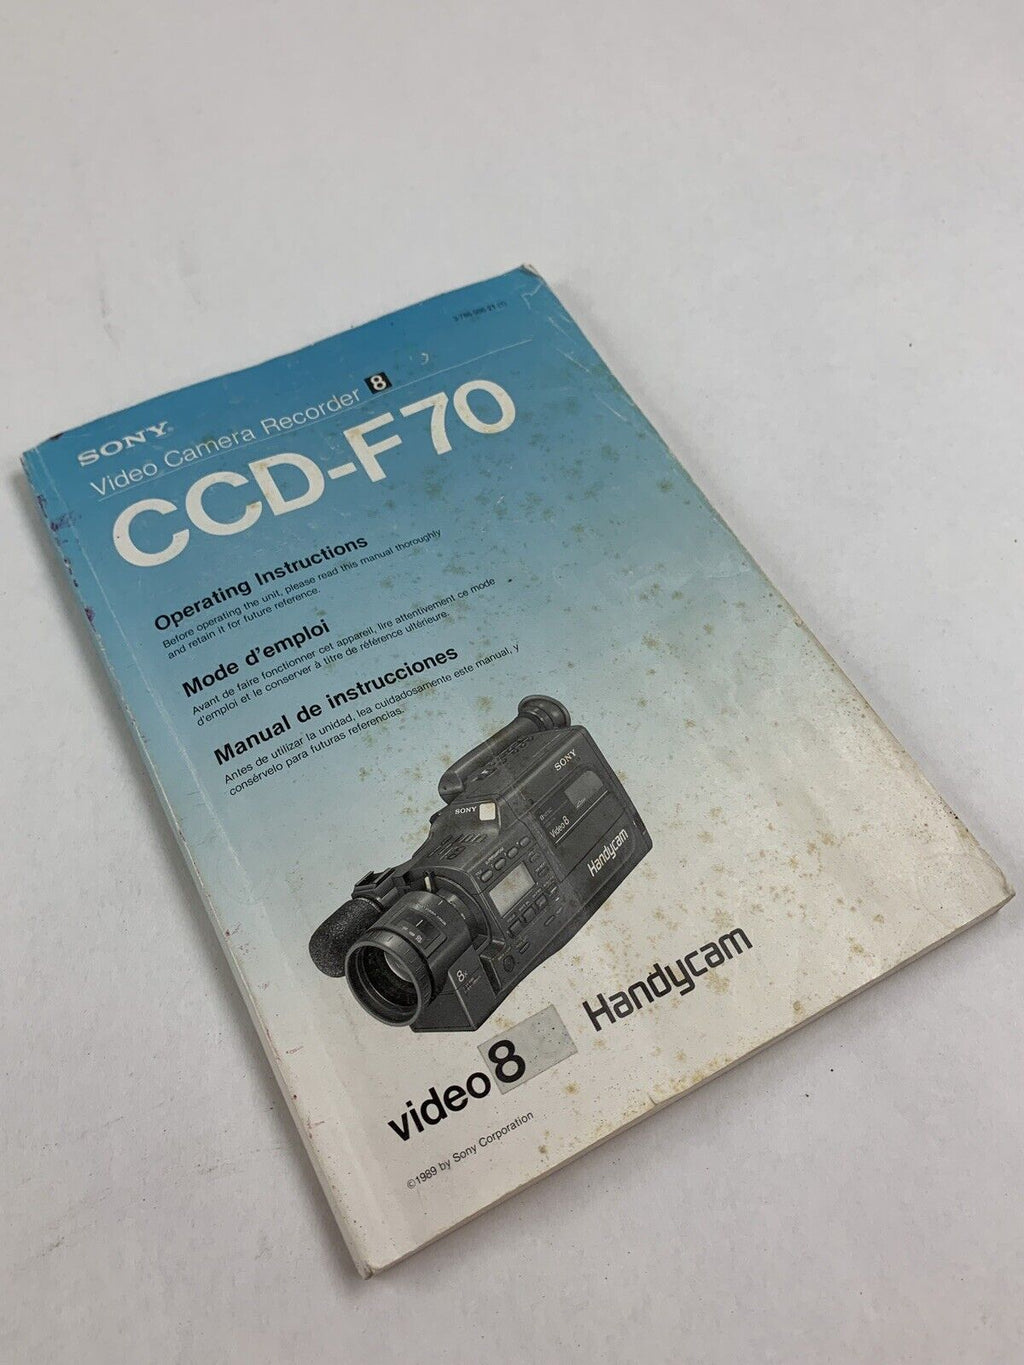 SONY®
Video Camera Recorder 8
CCD-F70
Operating Instructions
Before operating the unit, please read this manual thoroughly
and retain it for future reference.
Mode d'emploi
Avant de faire fonctionner cet appareil, lire attentivement ce mode
d'emploi et le conserver à titre de référence ultérieure.
Manual de instrucciones
Antes de utilizar la unidad, lea cuidadosamente este manual, y
consérvelo para futuras referencias.
SONY
SONY
Video8
Handycam
8x
Handycam
video 8
©1989 by Sony Corporation